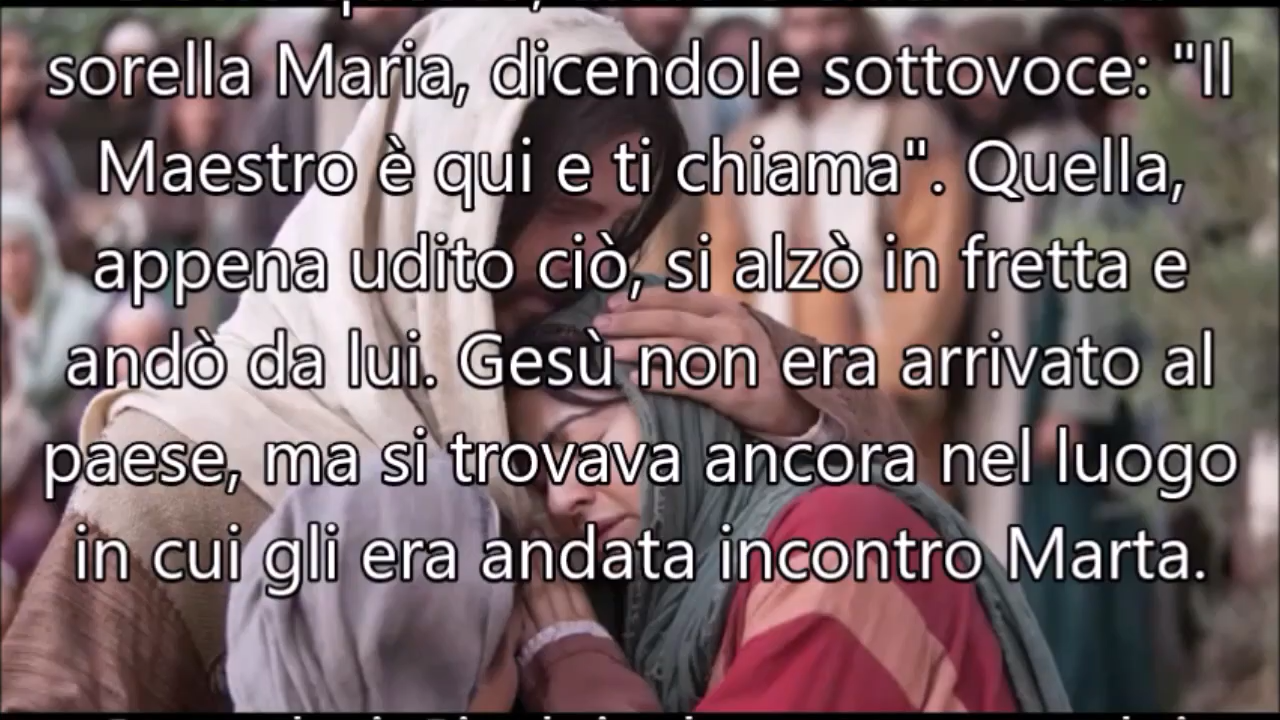 sorella Maria, dicendole sottovoce: "Il
Maestro è qui e ti chiama". Quella,
appena udito ciò, si alzò in fretta e
andò da lui. Gesù non era arrivato al
paese, ma si trovava ancora nel luogo
in cui gli era andata incontro Marta.